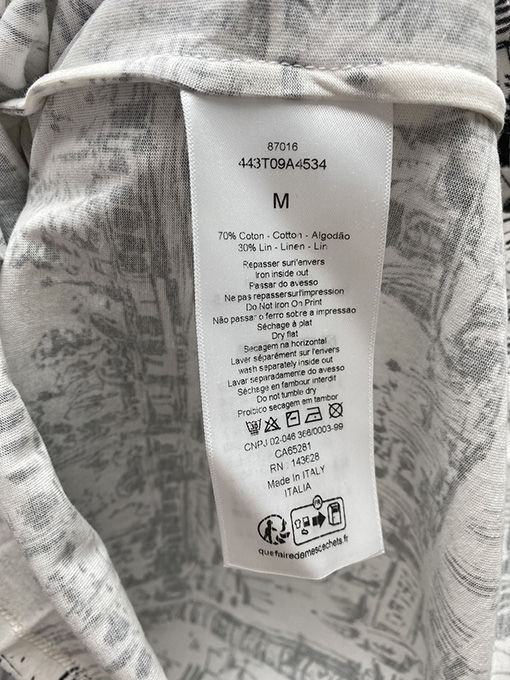 87016
443T09A4534
M
70% Coton - Cotton - Algodão
30% Lin - Linen - Lin
Repasser sur l'envers
Iron inside out
Passar do avesso
Ne pas repasser sur l'impression
Do Not Iron On Print
Não passar o ferro sobre a impressão
Séchage à plat
Dry flat
Secagem na horizontal
Laver séparément sur l'envers
wash separately inside out
Lavar separadamente do avesso
Séchage en tambour interdit
Do not tumble dry
Proibico secagem em tambor
CNPJ 02-046 366/0003-99
CA65281
RN : 143628
Made In ITALY
ITALIA
FR
quefairedemesdechets.fr